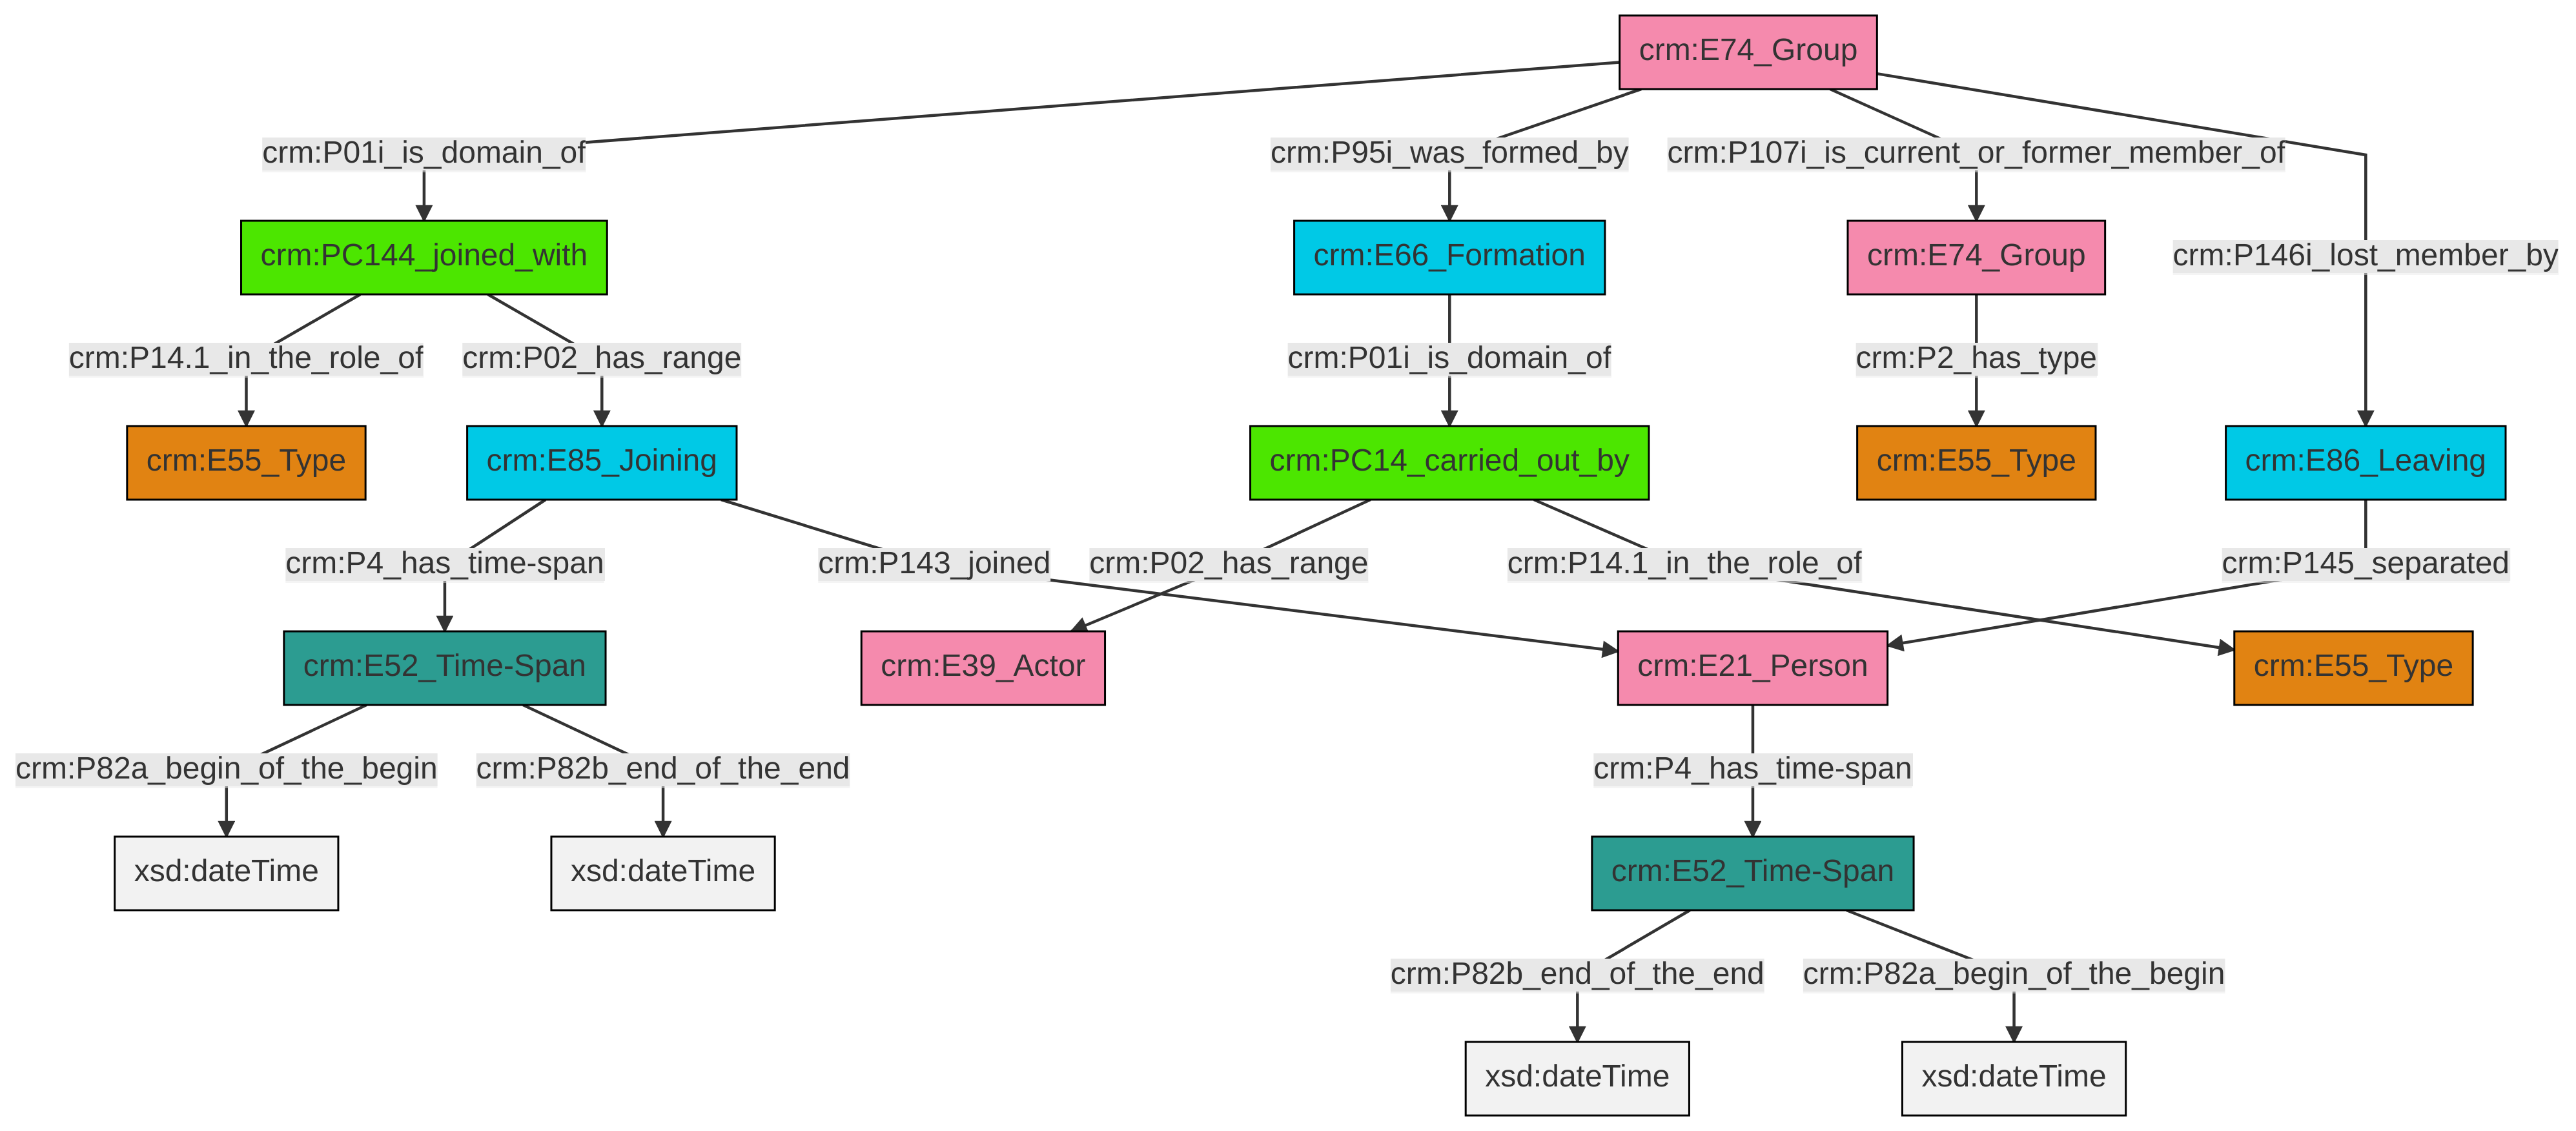 crm:E74_Group
crm:P01i_is_domain_of
crm:P95i_was_formed_by
crm:P107i_is_current_or_former_member_of
crm:PC144_joined_with
crm:E66_Formation
crm:E74_Group
crm:P146i_lost_member_by
crm:P14.1_in_the_role_of
crm:P02_has_range
crm:P01i_is_domain_of
crm:P2_has_type
crm:E55_Type
crm:E85_Joining
crm:PC14_carried_out_by
crm:E55_Type
crm:E86_Leaving
crm:P4_has_time-span
crm:P143_joined
crm:P02_has_range
crm:P14.1_in_the_role_of
crm:P145_separated
crm:E52_Time-Span
crm:E39_Actor
crm:E21_Person
crm:E55_Type
crm:P82a_begin_of_the_begin
crm:P82b_end_of_the_end
crm:P4_has_time-span
xsd:dateTime
xsd:dateTime
crm:E52_Time-Span
crm:P82b_end_of_the_end
crm:P82a_begin_of_the_begin
xsd:dateTime
xsd:dateTime